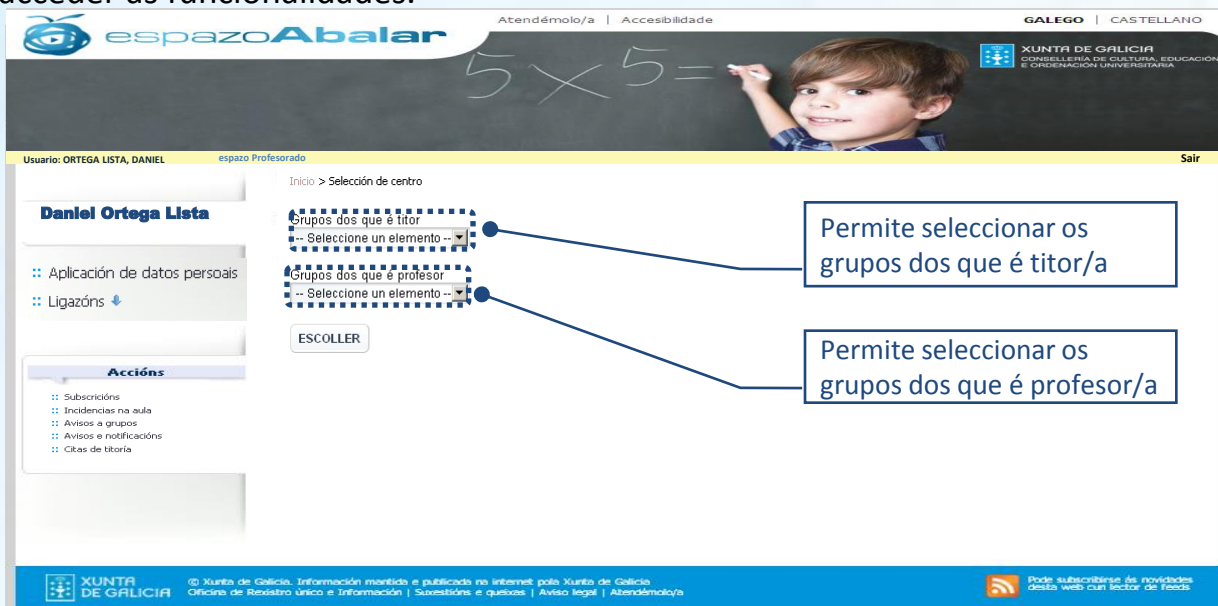 acceder ás funcionalidades.
Atendémolo/a | Accesibilidade
GALEGO | CASTELLANO
espazoAbalar
5 x 5 =
XUNTA DE GALICIA
CONSELLERÍA DE CULTURA, EDUCACIÓN
E ORDENACIÓN UNIVERSITARIA
Usuario: ORTEGA LISTA, DANIEL
espazo Profesorado
Sair
Inicio > Selección de centro
Daniel Ortega Lista
Grupos dos que é titor
-- Seleccione un elemento --
Permite seleccionar os
grupos dos que é titor/a
:: Aplicación de datos persoais
:: Ligazóns
Grupos dos que é profesor
-- Seleccione un elemento --
ESCOLLER
Permite seleccionar os
grupos dos que é profesor/a
Accións
:: Subscricións
:: Incidencias na aula
:: Avisos a grupos
:: Avisos e notificacións
:: Citas de titoría
XUNTA
DE GALICIA
© Xunta de Galicia. Información mantida e publicada na internet pola Xunta de Galicia
Oficina de Rexistro único e Información | Suxestións e queixas | Aviso legal | Atendémolo/a
Pode subscribirse ás novidades
desta web cun lector de feeds